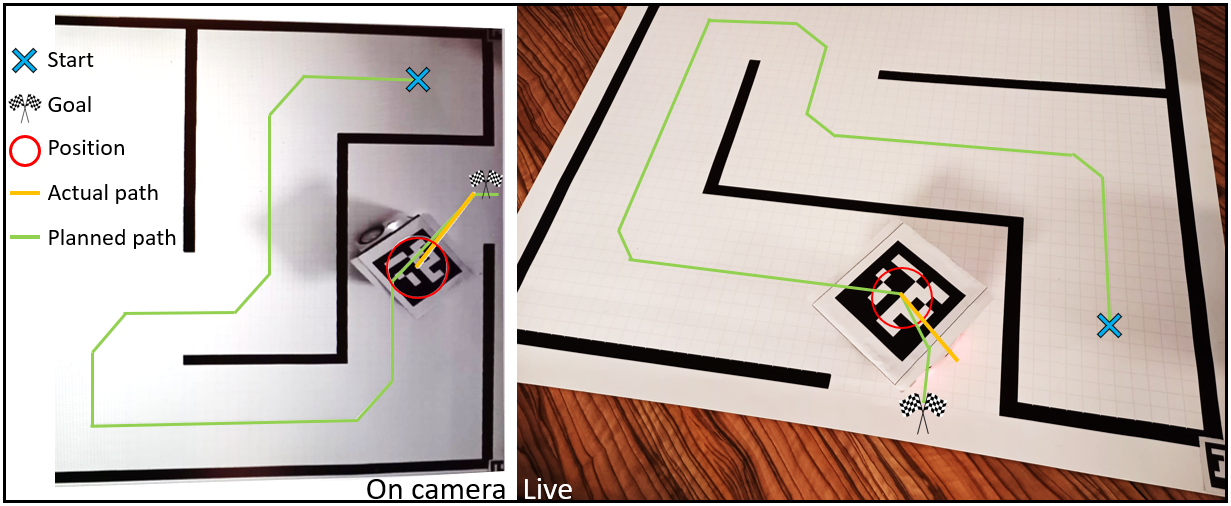 Start
Goal
Position
Actual path
Planned path
On camera
Live